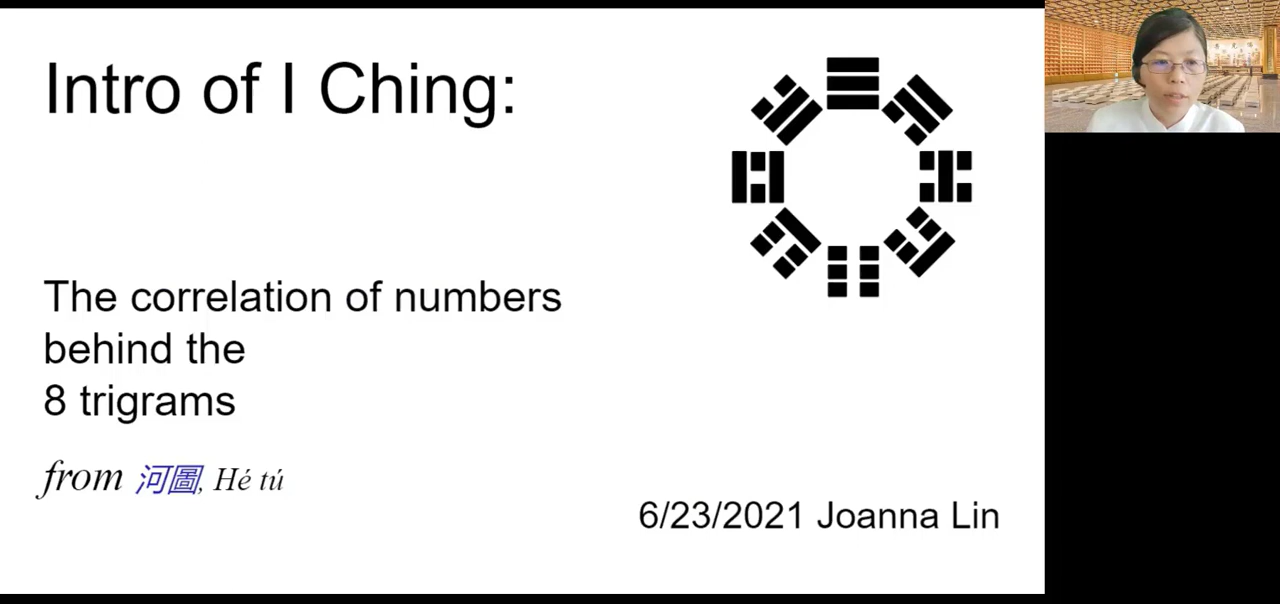 Intro of I Ching:
The correlation of numbers
behind the
8 trigrams
from 河圖, Hé tú
6/23/2021 Joanna Lin